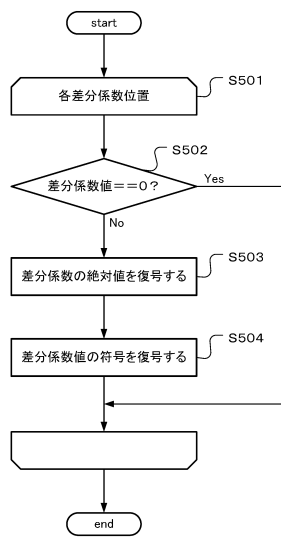 start
各差分係数位置
S501
S502
差分係数値==0?
Yes
No
差分係数の絶対値を復号する
S503
差分係数値の符号を復号する
S504
end